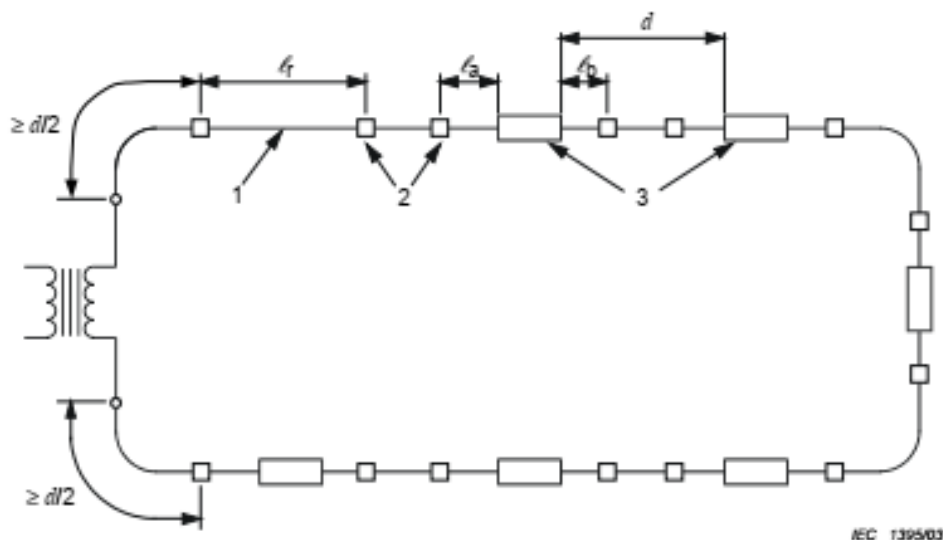 d
ℓr
ℓa
ℓb
≥ d/2
1
2
3
≥ d/2
IEC 1395/03